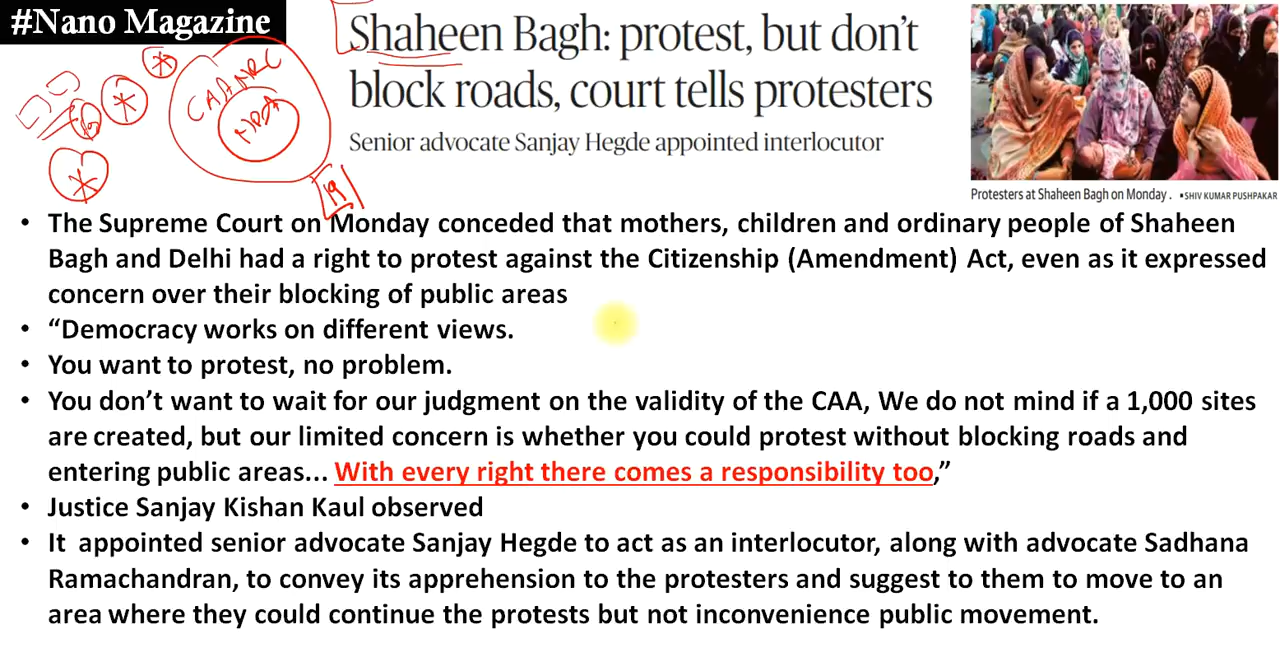 #Nano Magazine
Shaheen Bagh: protest, but don't
block roads, court tells protesters
Senior advocate Sanjay Hegde appointed interlocutor
CAA NRC
19
Protesters at Shaheen Bagh on Monday. •SHIV KUMAR PUSHPAKAR
• The Supreme Court on Monday conceded that mothers, children and ordinary people of Shaheen
Bagh and Delhi had a right to protest against the Citizenship (Amendment) Act, even as it expressed
concern over their blocking of public areas
• “Democracy works on different views.
• You want to protest, no problem.
• You don’t want to wait for our judgment on the validity of the CAA, We do not mind if a 1,000 sites
are created, but our limited concern is whether you could protest without blocking roads and
entering public areas... With every right there comes a responsibility too,”
• Justice Sanjay Kishan Kaul observed
• It appointed senior advocate Sanjay Hegde to act as an interlocutor, along with advocate Sadhana
Ramachandran, to convey its apprehension to the protesters and suggest to them to move to an
area where they could continue the protests but not inconvenience public movement.